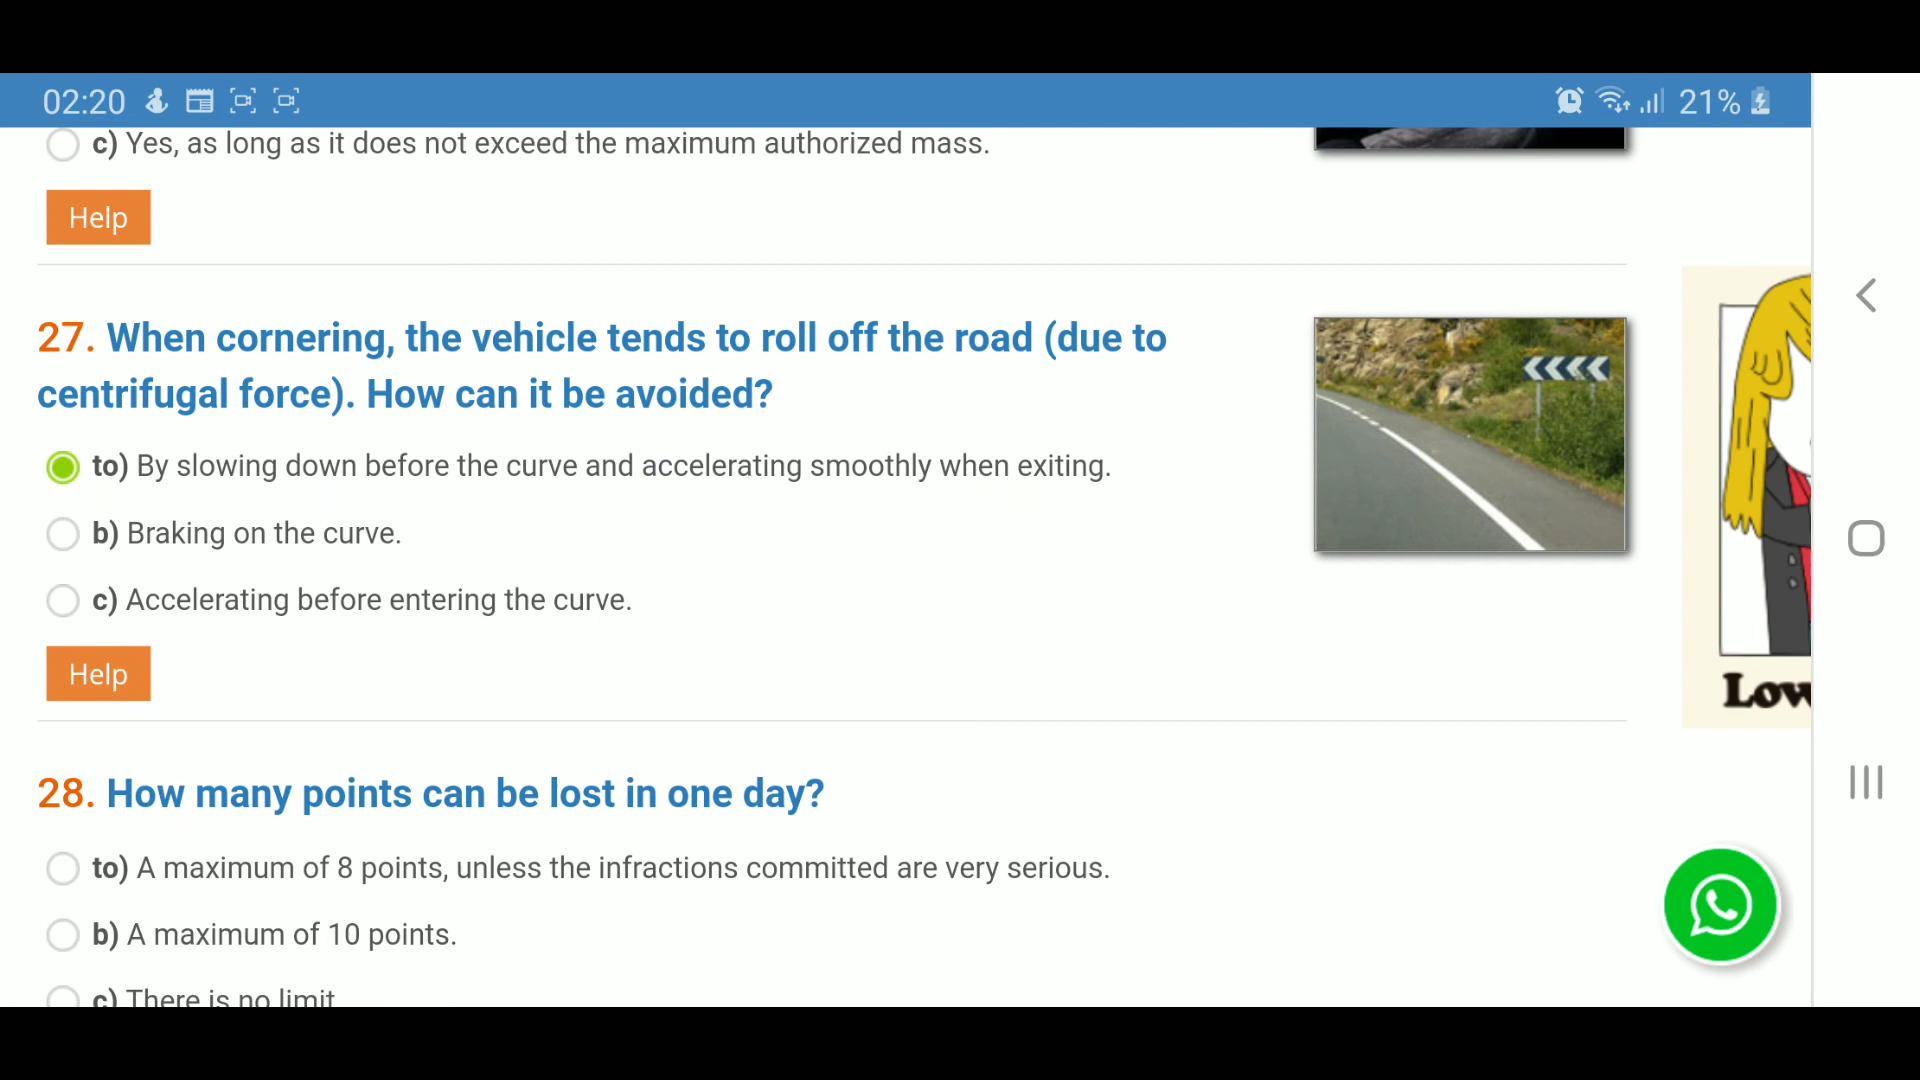 02:20
21%
c) Yes, as long as it does not exceed the maximum authorized mass.
Help
27. When cornering, the vehicle tends to roll off the road (due to
centrifugal force). How can it be avoided?
to) By slowing down before the curve and accelerating smoothly when exiting.
b) Braking on the curve.
c) Accelerating before entering the curve.
Help
Low
28. How many points can be lost in one day?
to) A maximum of 8 points, unless the infractions committed are very serious.
b) A maximum of 10 points.
c) There is no limit